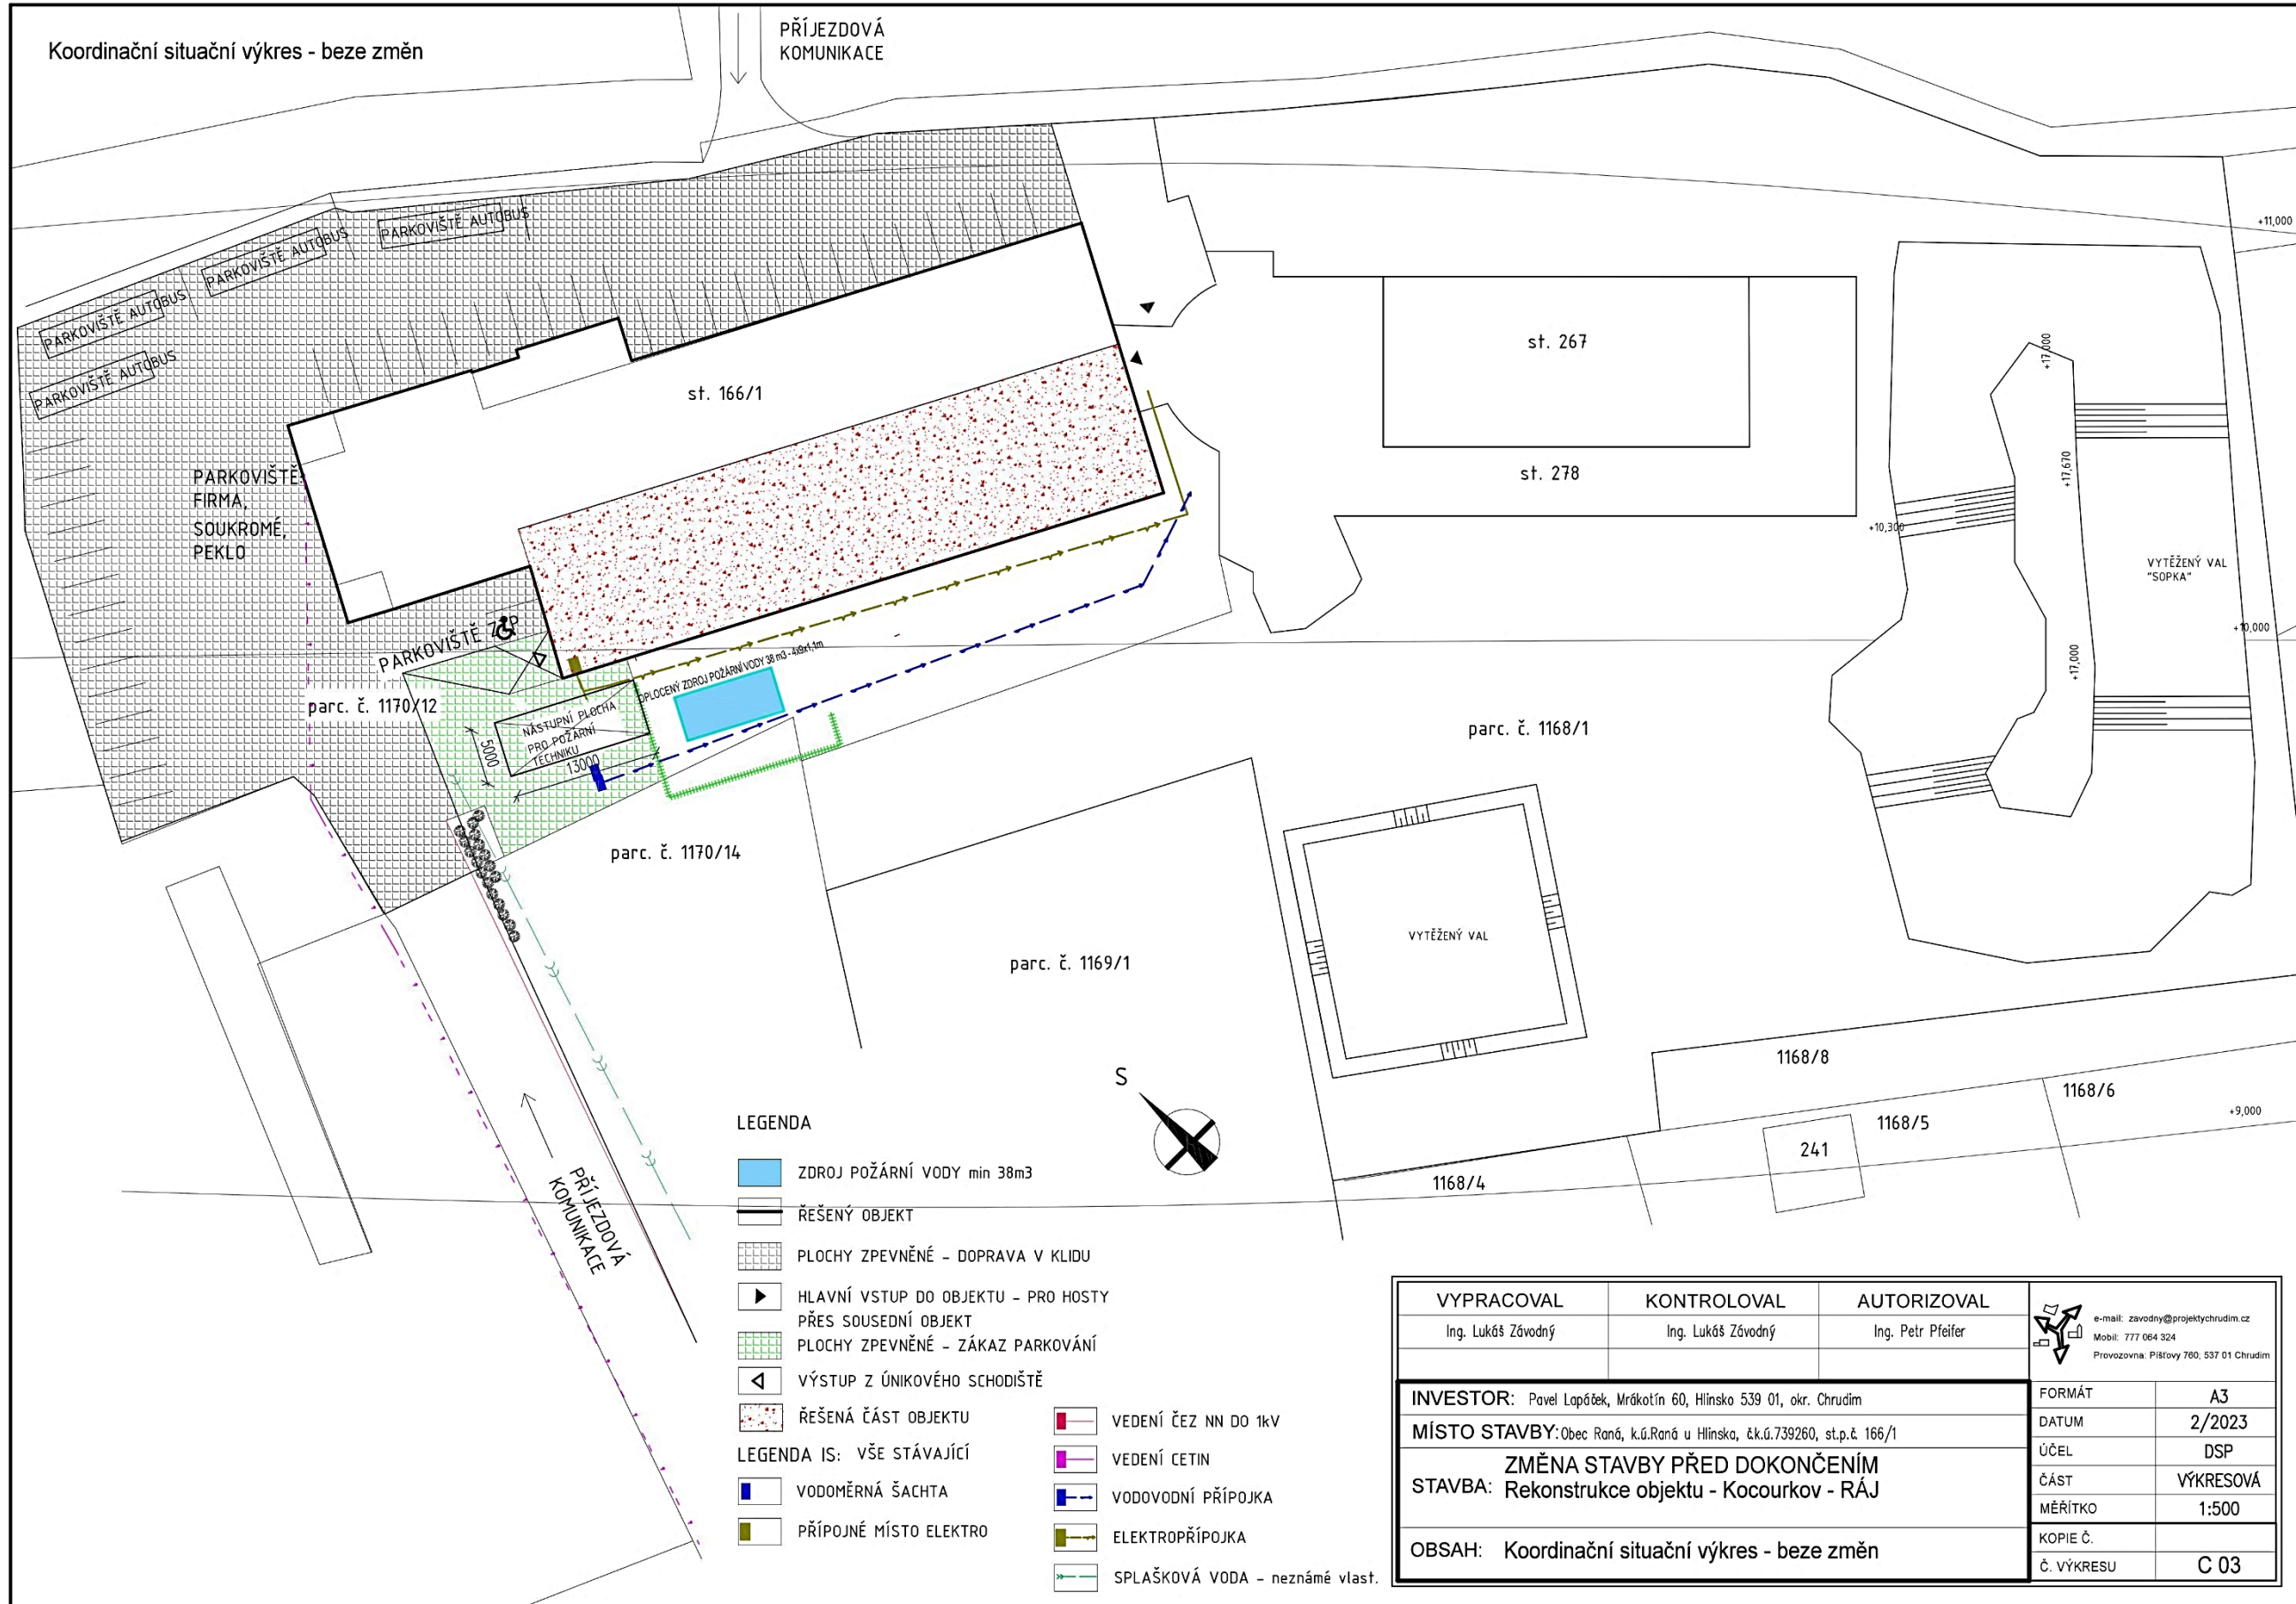 Koordinační situační výkres - beze změn
PŘÍJEZDOVÁ
KOMUNIKACE
PARKOVIŠTĚ AUTOBUS
PARKOVIŠTĚ AUTOBUS
PARKOVIŠTĚ AUTOBUS
PARKOVIŠTĚ AUTOBUS
+11,000
st. 267
st. 166/1
st. 278
+17,000
+17,670
+10,300
PARKOVIŠTĚ
FIRMA,
SOUKROMÉ,
PEKLO
VYTĚŽENÝ VAL
"SOPKA"
+10,000
+17,000
PARKOVIŠTĚ ZTP
OPLOCENÝ ZDROJ POŽÁRNÍ VODY 38 m3 - 4x9x1,1m
parc. č. 1170/12
NÁSTUPNÍ PLOCHA
PRO POŽÁRNÍ
TECHNIKU
5000
13000
parc. č. 1168/1
parc. č. 1170/14
VYTĚŽENÝ VAL
parc. č. 1169/1
1168/8
1168/6
+9,000
1168/5
241
1168/4
S
PŘÍJEZDOVÁ
KOMUNIKACE
LEGENDA
ZDROJ POŽÁRNÍ VODY min 38m3
ŘEŠENÝ OBJEKT
PLOCHY ZPEVNĚNÉ - DOPRAVA V KLIDU
HLAVNÍ VSTUP DO OBJEKTU - PRO HOSTY
PŘES SOUSEDNÍ OBJEKT
PLOCHY ZPEVNĚNÉ - ZÁKAZ PARKOVÁNÍ
VÝSTUP Z ÚNIKOVÉHO SCHODIŠTĚ
ŘEŠENÁ ČÁST OBJEKTU
LEGENDA IS: VŠE STÁVAJÍCÍ
VODOMĚRNÁ ŠACHTA
PŘÍPOJNÉ MÍSTO ELEKTRO
VEDENÍ ČEZ NN DO 1kV
VEDENÍ CETIN
VODOVODNÍ PŘÍPOJKA
ELEKTROPŘÍPOJKA
SPLAŠKOVÁ VODA - neznámé vlast.
VYPRACOVAL KONTROLOVAL AUTORIZOVAL
Ing. Lukáš Závodný Ing. Lukáš Závodný Ing. Petr Pfeifer
e-mail: zavodny@projektychrudim.cz
Mobil: 777 064 324
Provozovna: Píšťovy 760, 537 01 Chrudim
INVESTOR: Pavel Lapáček, Mrákotín 60, Hlinsko 539 01, okr. Chrudim
MÍSTO STAVBY: Obec Raná, k.ú.Raná u Hlinska, č.k.ú.739260, st.p.č. 166/1
STAVBA: ZMĚNA STAVBY PŘED DOKONČENÍM
Rekonstrukce objektu - Kocourkov - RÁJ
OBSAH: Koordinační situační výkres - beze změn
FORMÁT A3
DATUM 2/2023
ÚČEL DSP
ČÁST VÝKRESOVÁ
MĚŘÍTKO 1:500
KOPIE Č.
Č. VÝKRESU C 03